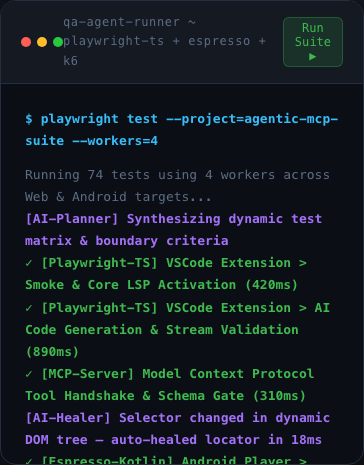 qa-agent-runner ~
playwright-ts + espresso +
k6
Run
Suite
▶
$ playwright test --project=agentic-mcp-
suite --workers=4
Running 74 tests using 4 workers across
Web & Android targets...
[AI-Planner] Synthesizing dynamic test
matrix & boundary criteria
✓ [Playwright-TS] VSCode Extension >
Smoke & Core LSP Activation (420ms)
✓ [Playwright-TS] VSCode Extension > AI
Code Generation & Stream Validation
(890ms)
✓ [MCP-Server] Model Context Protocol
Tool Handshake & Schema Gate (310ms)
[AI-Healer] Selector changed in dynamic
DOM tree — auto-healed locator in 18ms
✓ [Espresso-Kotlin] Android Player >